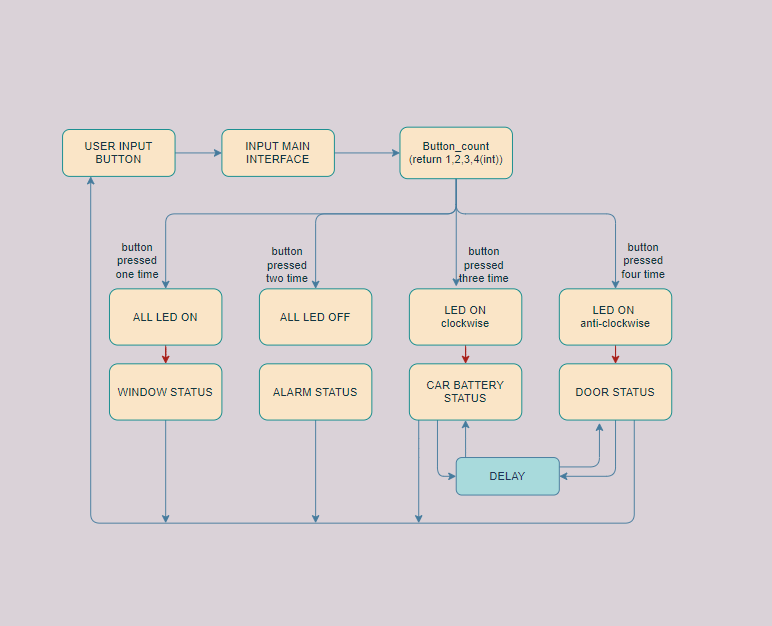 USER INPUT
BUTTON
INPUT MAIN
INTERFACE
Button_count
(return 1,2,3,4(int))
button
pressed
one time
button
pressed
two time
button
pressed
three time
button
pressed
four time
ALL LED ON
ALL LED OFF
LED ON
clockwise
LED ON
anti-clockwise
WINDOW STATUS
ALARM STATUS
CAR BATTERY
STATUS
DOOR STATUS
DELAY